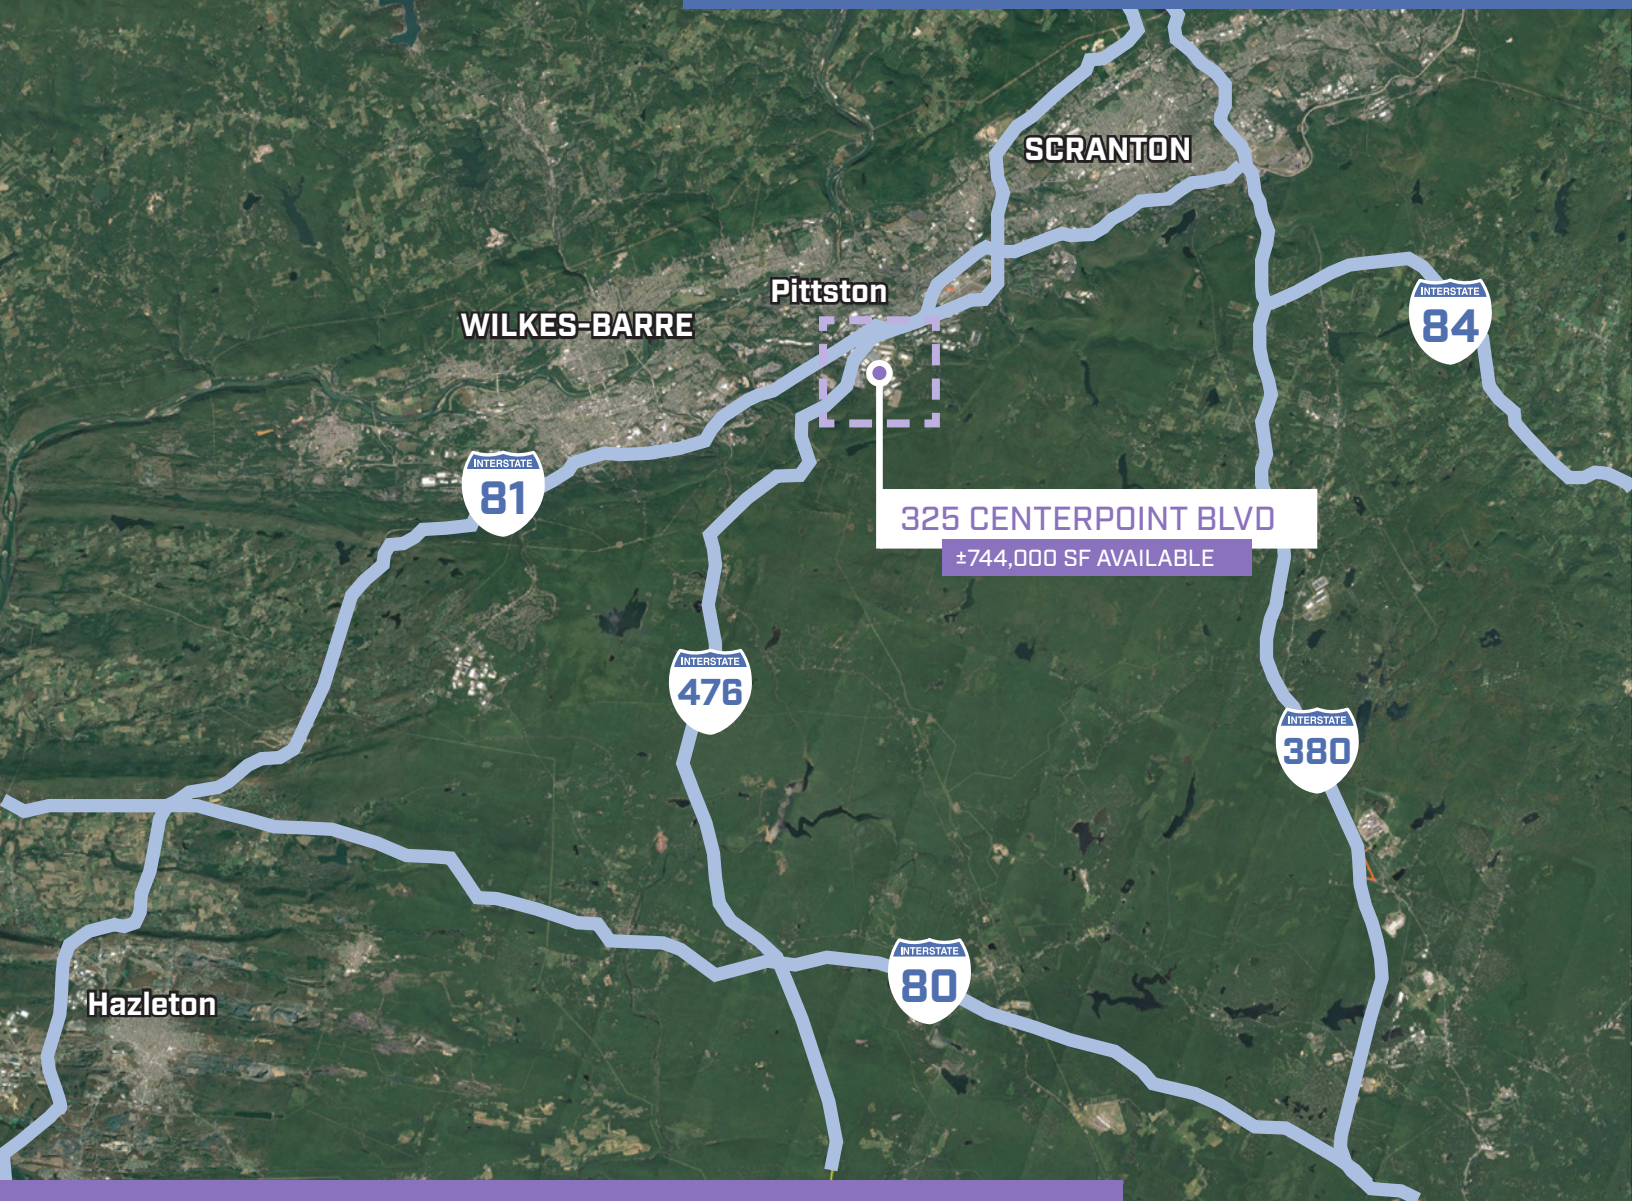 SCRANTON
Pittston
WILKES-BARRE
INTERSTATE
84
INTERSTATE
81
325 CENTERPOINT BLVD
±744,000 SF AVAILABLE
INTERSTATE
476
INTERSTATE
380
INTERSTATE
80
Hazleton